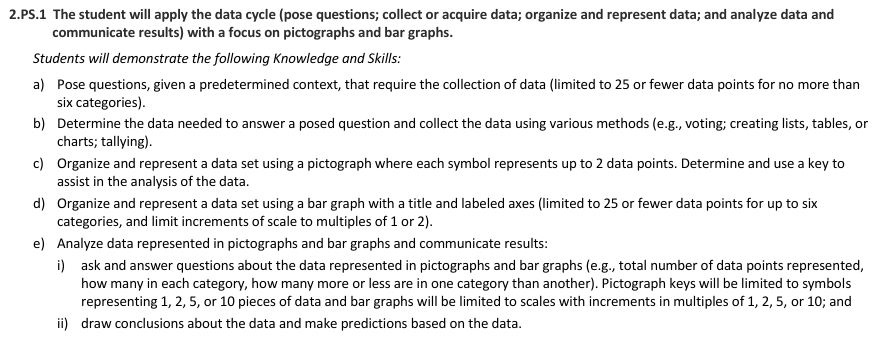 2.PS.1 The student will apply the data cycle (pose questions; collect or acquire data; organize and represent data; and analyze data and
communicate results) with a focus on pictographs and bar graphs.
Students will demonstrate the following Knowledge and Skills:
a) Pose questions, given a predetermined context, that require the collection of data (limited to 25 or fewer data points for no more than
six categories).
b) Determine the data needed to answer a posed question and collect the data using various methods (e.g., voting; creating lists, tables, or
charts; tallying).
c) Organize and represent a data set using a pictograph where each symbol represents up to 2 data points. Determine and use a key to
assist in the analysis of the data.
d) Organize and represent a data set using a bar graph with a title and labeled axes (limited to 25 or fewer data points for up to six
categories, and limit increments of scale to multiples of 1 or 2).
e) Analyze data represented in pictographs and bar graphs and communicate results:
i) ask and answer questions about the data represented in pictographs and bar graphs (e.g., total number of data points represented,
how many in each category, how many more or less are in one category than another). Pictograph keys will be limited to symbols
representing 1, 2, 5, or 10 pieces of data and bar graphs will be limited to scales with increments in multiples of 1, 2, 5, or 10; and
ii) draw conclusions about the data and make predictions based on the data.